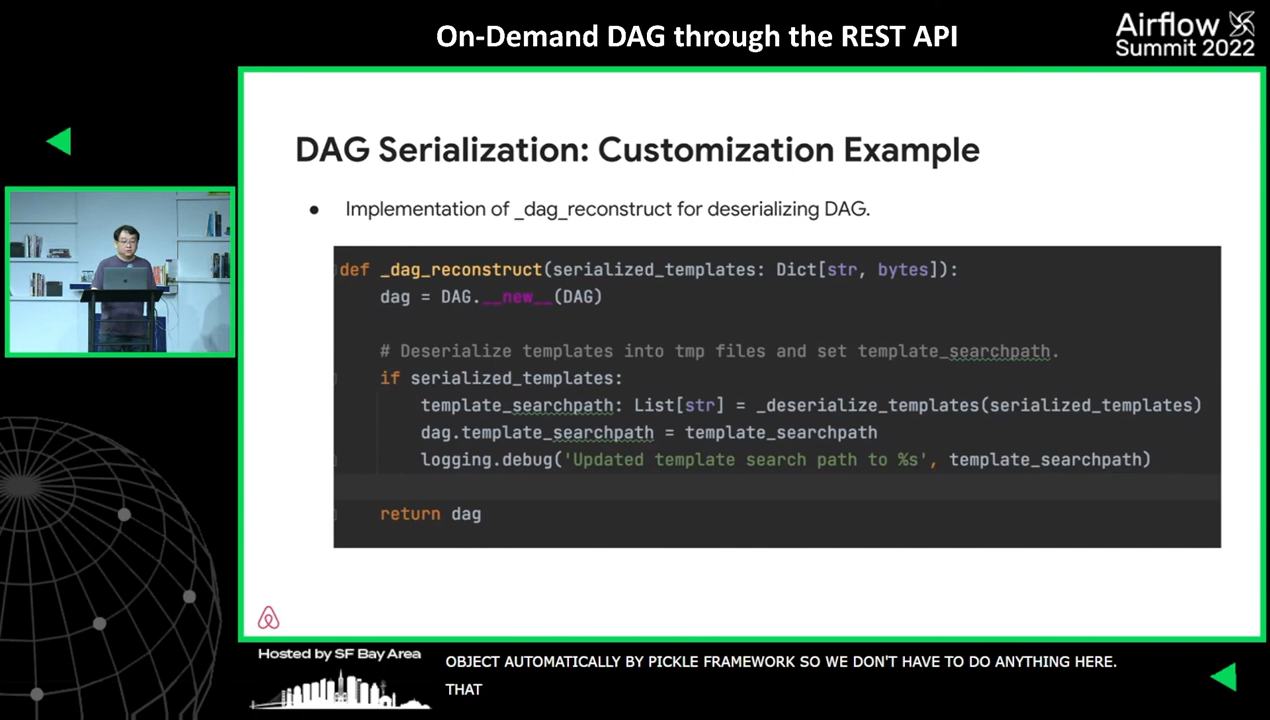 On-Demand DAG through the REST API
Airflow
Summit 2022
DAG Serialization: Customization Example
● Implementation of _dag_reconstruct for deserializing DAG.
def _dag_reconstruct(serialized_templates: Dict[str, bytes]):
dag = DAG.__new__(DAG)
# Deserialize templates into tmp files and set template_searchpath.
if serialized_templates:
template_searchpath: List[str] = _deserialize_templates(serialized_templates)
dag.template_searchpath = template_searchpath
logging.debug('Updated template search path to %s', template_searchpath)
return dag
Hosted by SF Bay Area
OBJECT AUTOMATICALLY BY PICKLE FRAMEWORK SO WE DON'T HAVE TO DO ANYTHING HERE.
THAT